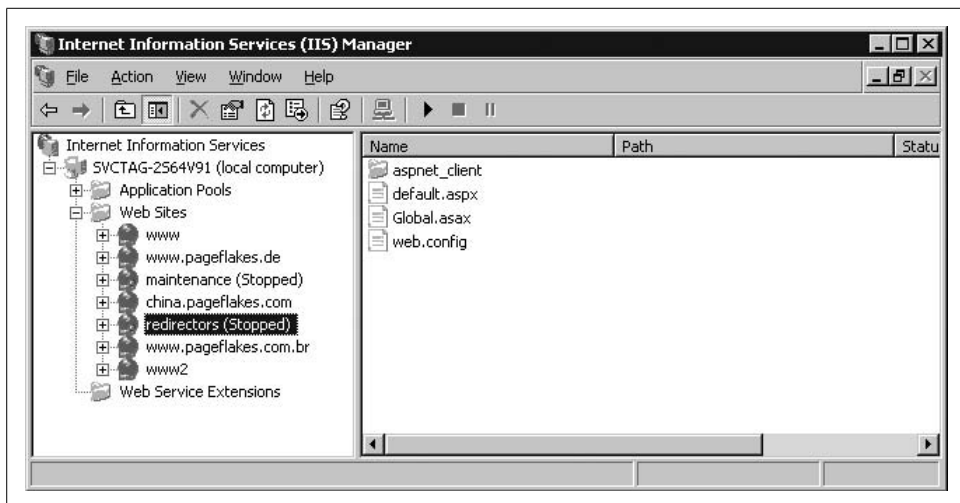 Internet Information Services (IIS) Manager
File Action View Window Help
Internet Information Services
SVCTAG-2S64V91 (local computer)
Application Pools
Web Sites
www
www.pageflakes.de
maintenance (Stopped)
china.pageflakes.com
redirectors (Stopped)
www.pageflakes.com.br
www2
Web Service Extensions
Name Path Statu
aspnet_client
default.aspx
Global.asax
web.config